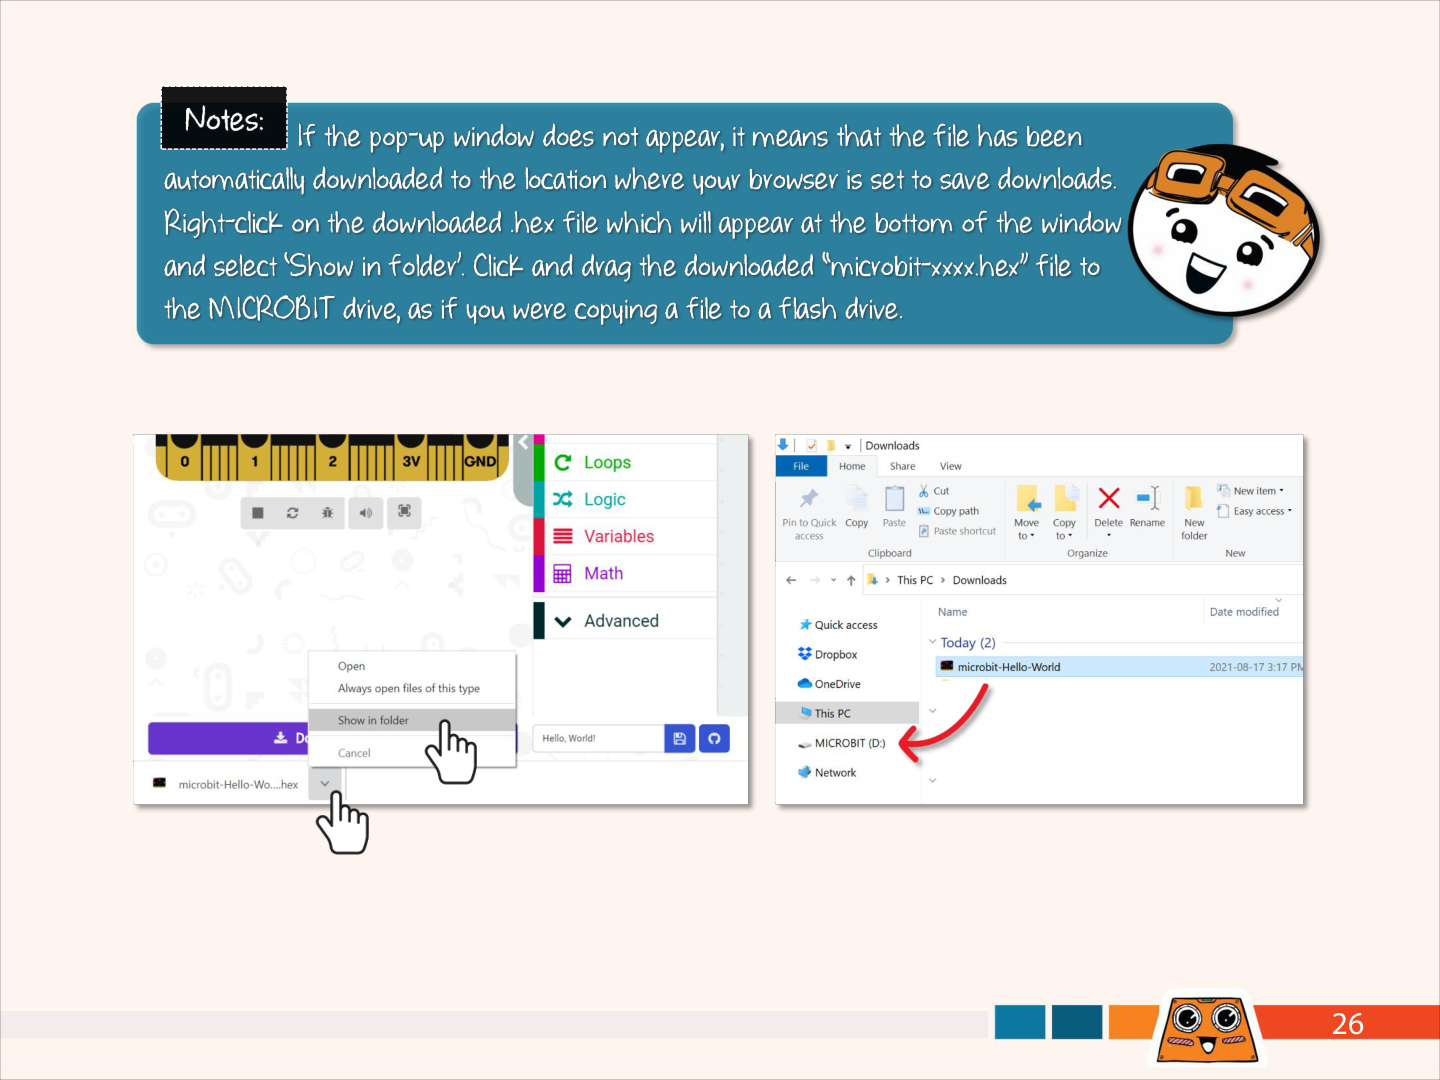 Notes:
If the pop-up window does not appear, it means that the file has been
automatically downloaded to the location where your browser is set to save downloads.
Right-click on the downloaded .hex file which will appear at the bottom of the window
and select 'Show in folder'. Click and drag the downloaded "microbit-xxxx.hex" file to
the MICROBIT drive, as if you were copying a file to a flash drive.
0 1 2 3V GND
Loops
Logic
Variables
Math
Advanced
Open
Always open files of this type
Show in folder
Cancel
Do
Hello, World!
microbit-Hello-Wo....hex
Downloads
File Home Share View
Pin to Quick
access
Copy
Paste
Cut
Copy path
Paste shortcut
Clipboard
Move
to
Copy
to
Delete
Rename
Organize
New
folder
New item
Easy access
New
This PC > Downloads
Name
Date modified
Quick access
Dropbox
OneDrive
This PC
MICROBIT (D:)
Network
Today (2)
microbit-Hello-World
2021-08-17 3:17 PM
26